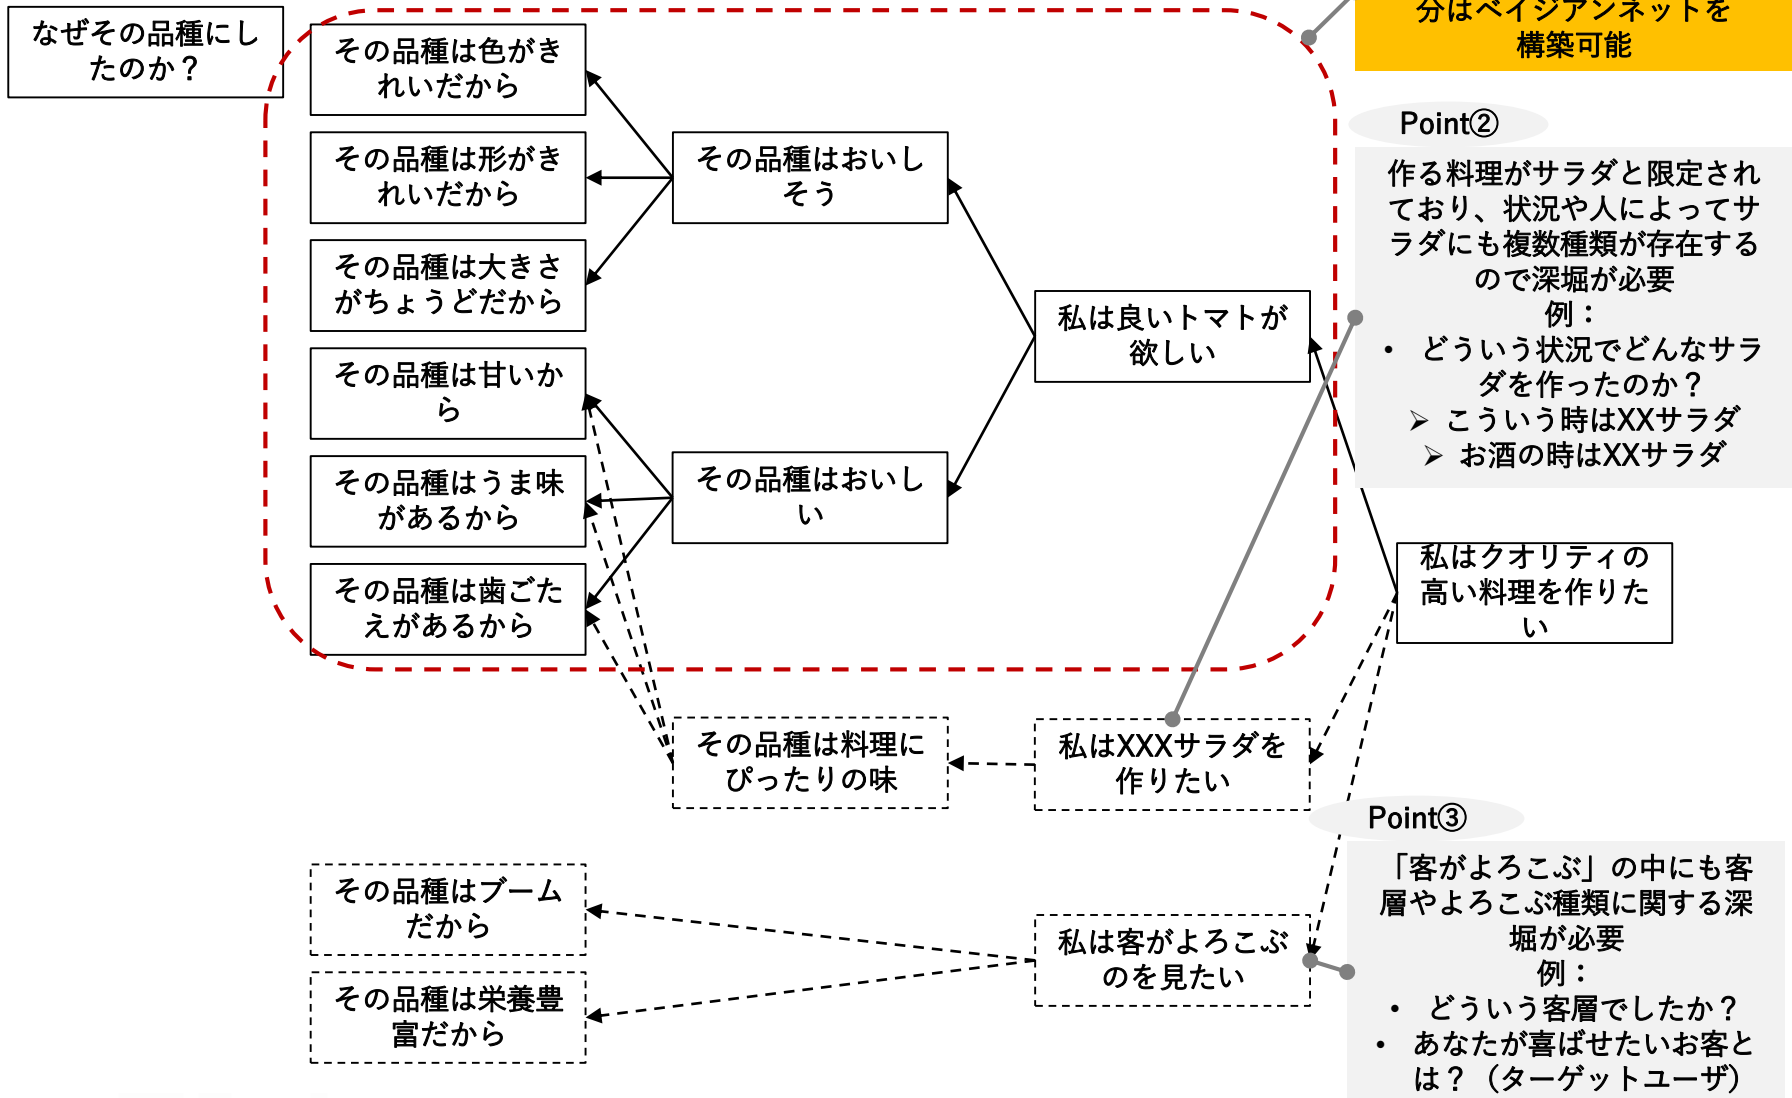 なぜその品種にし
たのか？
その品種は色がき
れいだから
その品種は形がき
れいだから
その品種は大きさ
がちょうどだから
その品種は甘いか
ら
その品種はうま味
があるから
その品種は歯ごた
えがあるから
その品種はおいし
そう
その品種はおいし
い
私は良いトマトが
欲しい
私はクオリティの
高い料理を作りた
い
その品種は料理に
ぴったりの味
私はXXXサラダを
作りたい
その品種はブーム
だから
その品種は栄養豊
富だから
私は客がよろこぶ
のを見たい
分はベイジアンネットを
構築可能
Point②
作る料理がサラダと限定され
ており、状況や人によってサ
ラダにも複数種類が存在する
ので深堀が必要
例：
• どういう状況でどんなサラ
ダを作ったのか？
➢ こういう時はXXサラダ
➢ お酒の時はXXサラダ
Point③
「客がよろこぶ」の中にも客
層やよろこぶ種類に関する深
堀が必要
例：
• どういう客層でしたか？
• あなたが喜ばせたいお客と
は？（ターゲットユーザ）